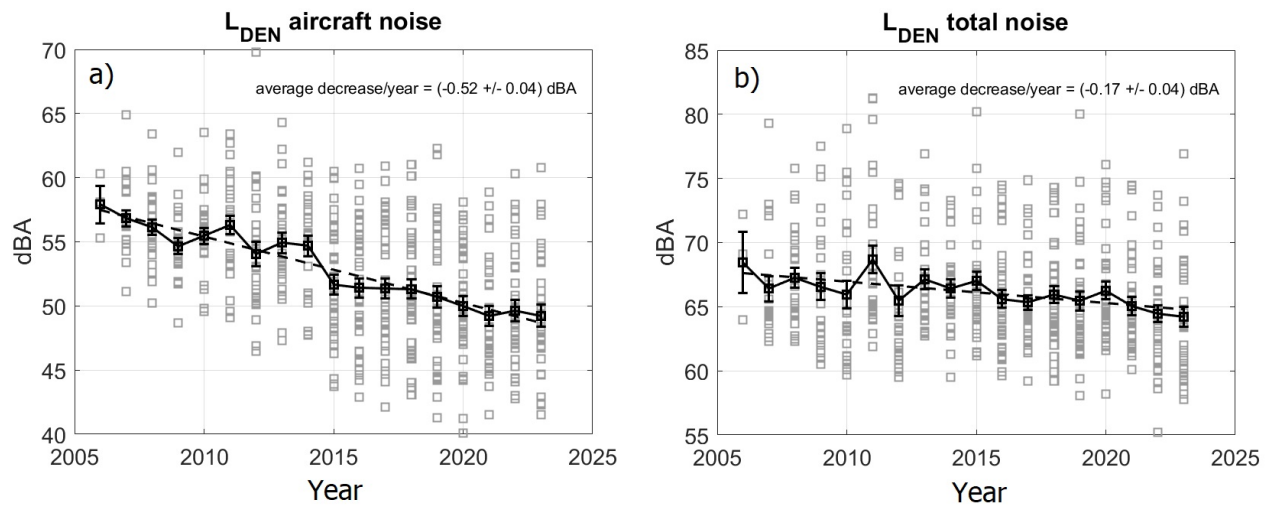 L_DEN aircraft noise
a)
average decrease/year = (-0.52 +/- 0.04) dBA
70
65
60
55
50
45
40
dBA
2005 2010 2015 2020 2025
Year
L_DEN total noise
b)
average decrease/year = (-0.17 +/- 0.04) dBA
85
80
75
70
65
60
55
dBA
2005 2010 2015 2020 2025
Year